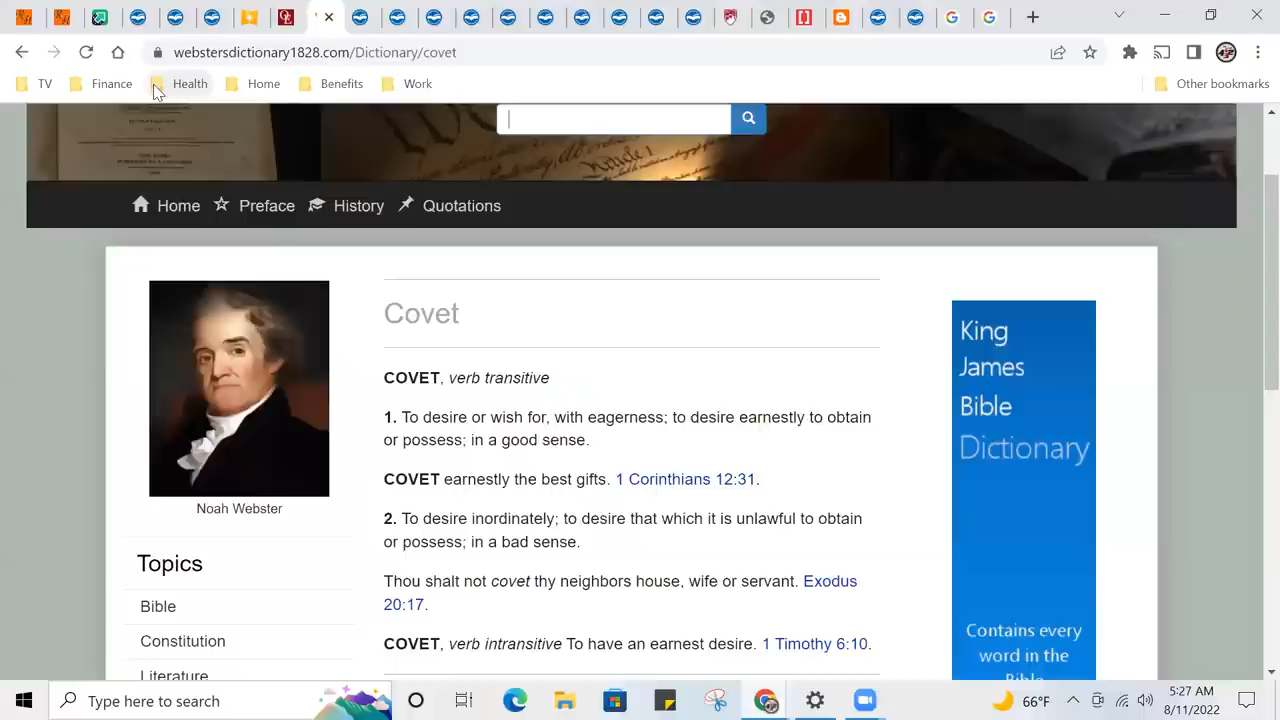 webstersdictionary1828.com/Dictionary/covet
TV Finance Health Home Benefits Work Other bookmarks
Home Preface History Quotations
Covet
COVET, verb transitive
1. To desire or wish for, with eagerness; to desire earnestly to obtain
or possess; in a good sense.
COVET earnestly the best gifts. 1 Corinthians 12:31.
2. To desire inordinately; to desire that which it is unlawful to obtain
or possess; in a bad sense.
Thou shalt not covet thy neighbors house, wife or servant. Exodus
20:17.
COVET, verb intransitive To have an earnest desire. 1 Timothy 6:10.
Noah Webster
Topics
Bible
Constitution
Literature
King
James
Bible
Dictionary
Contains every
word in the
Type here to search
66°F
5:27 AM
8/11/2022